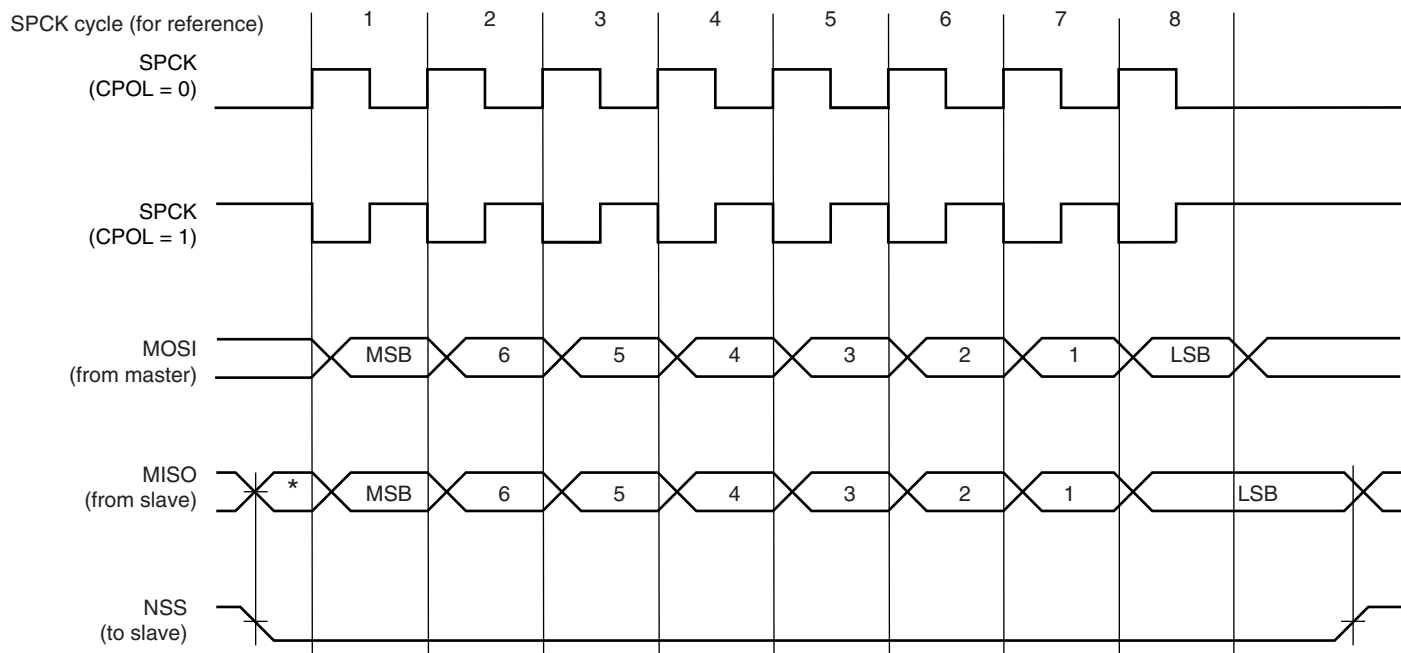 SPCK cycle (for reference) 1 2 3 4 5 6 7 8
SPCK
(CPOL = 0)
SPCK
(CPOL = 1)
MOSI
(from master)
MSB 6 5 4 3 2 1 LSB
MISO
(from slave)
* MSB 6 5 4 3 2 1 LSB
NSS
(to slave)